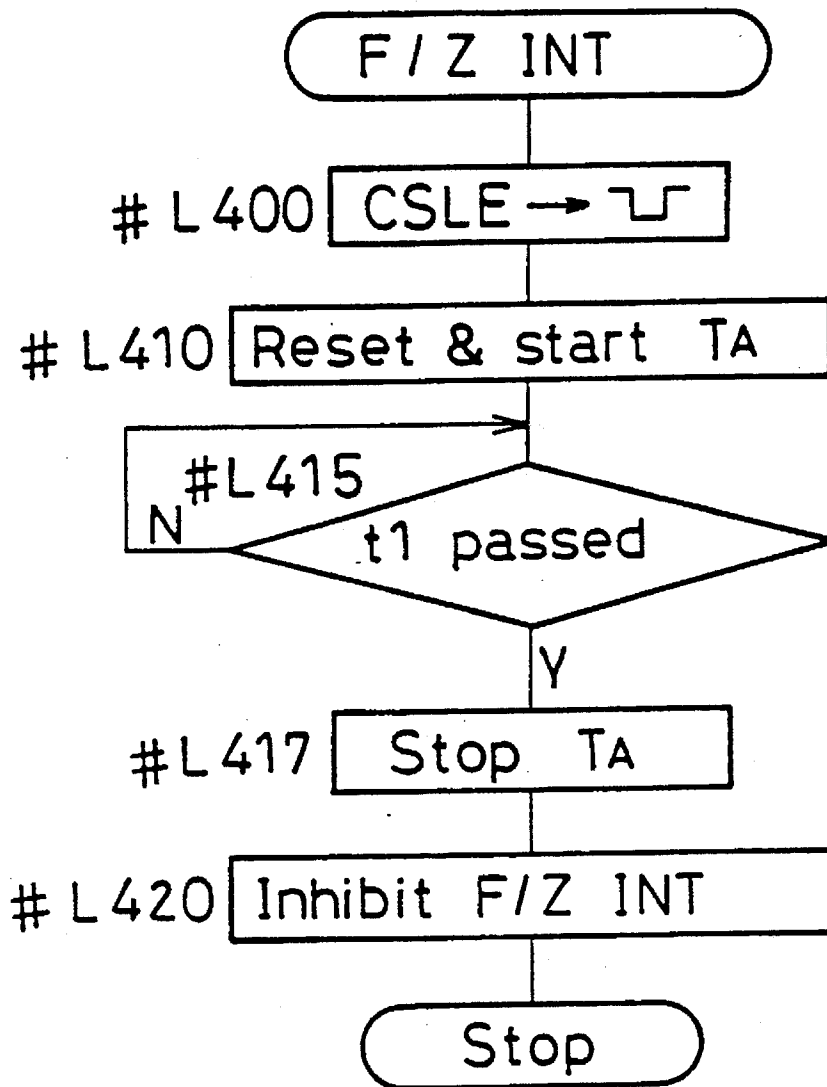 F/Z INT
#L400 CSLE →
#L410 Reset & start TA
#L415
N
t1 passed
Y
#L417 Stop TA
#L420 Inhibit F/Z INT
Stop